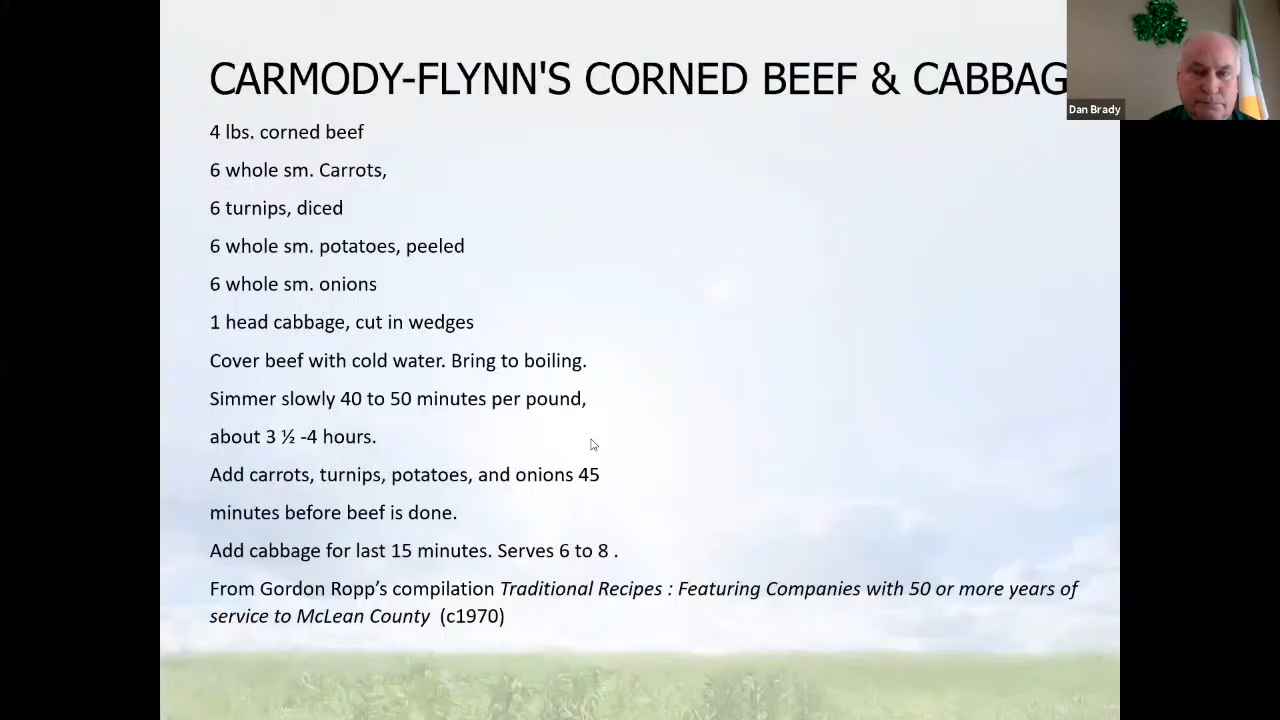 CARMODY-FLYNN'S CORNED BEEF & CABBAG
Dan Brady
4 lbs. corned beef
6 whole sm. Carrots,
6 turnips, diced
6 whole sm. potatoes, peeled
6 whole sm. onions
1 head cabbage, cut in wedges
Cover beef with cold water. Bring to boiling.
Simmer slowly 40 to 50 minutes per pound,
about 3 ½ -4 hours.
Add carrots, turnips, potatoes, and onions 45
minutes before beef is done.
Add cabbage for last 15 minutes. Serves 6 to 8 .
From Gordon Ropp’s compilation Traditional Recipes : Featuring Companies with 50 or more years of
service to McLean County (c1970)